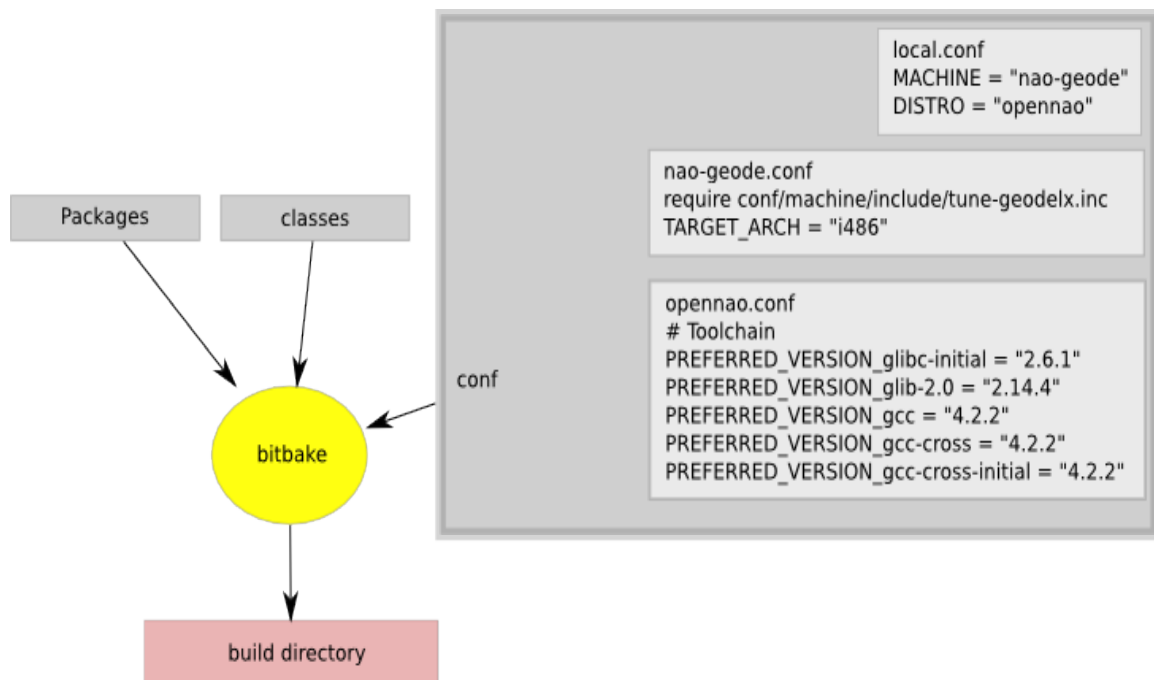 local.conf
MACHINE = "nao-geode"
DISTRO = "opennao"
nao-geode.conf
require conf/machine/include/tune-geodelx.inc
TARGET_ARCH = "i486"
Packages
classes
opennao.conf
# Toolchain
PREFERRED_VERSION_glibc-initial = "2.6.1"
PREFERRED_VERSION_glib-2.0 = "2.14.4"
PREFERRED_VERSION_gcc = "4.2.2"
PREFERRED_VERSION_gcc-cross = "4.2.2"
PREFERRED_VERSION_gcc-cross-initial = "4.2.2"
conf
bitbake
build directory